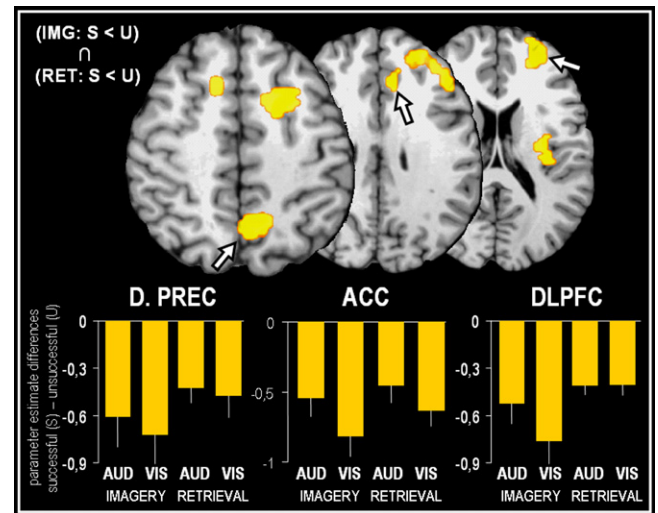 (IMG: S < U)
∩
(RET: S < U)
D. PREC
ACC
DLPFC
parameter estimate differences
successful (S) – unsuccessful (U)
0
-0,3
-0,6
-0,9
0
-0,5
-1
0
-0,3
-0,6
-0,9
AUD VIS AUD VIS
IMAGERY RETRIEVAL
AUD VIS AUD VIS
IMAGERY RETRIEVAL
AUD VIS AUD VIS
IMAGERY RETRIEVAL